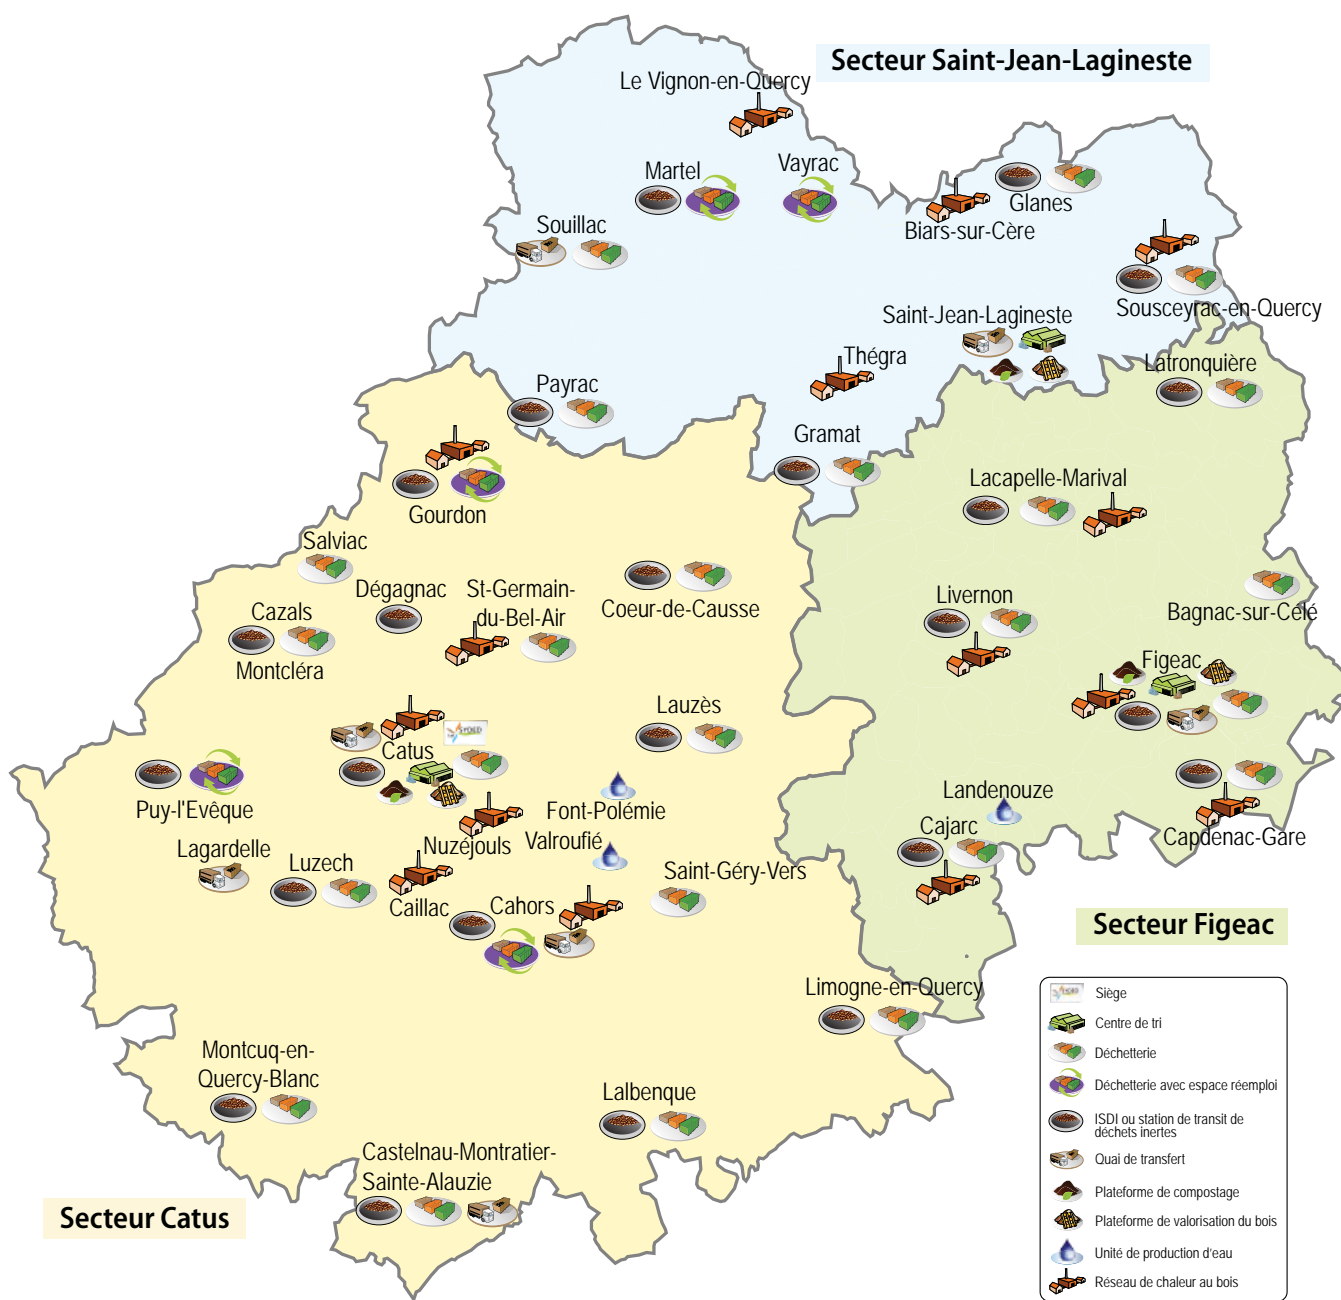 Secteur Saint-Jean-Lagineste
Le Vignon-en-Quercy
Martel
Vayrac
Glanes
Souillac
Biars-sur-Cère
Sousceyrac-en-Quercy
Saint-Jean-Lagineste
Thégra
Latronquière
Payrac
Gramat
Lacapelle-Marival
Gourdon
Salviac
Dégagnac
St-Germain-
du-Bel-Air
Coeur-de-Causse
Livernon
Bagnac-sur-Célé
Cazals
Montcléra
Figeac
Lauzès
Catus
Puy-l'Evêque
Font-Polémie
Landenouze
Nuzéjouls
Valroufié
Cajarc
Capdenac-Gare
Lagardelle
Luzech
Saint-Géry-Vers
Caillac
Cahors
Secteur Figeac
Limogne-en-Quercy
Montcuq-en-
Quercy-Blanc
Lalbenque
Castelnau-Montratier-
Sainte-Alauzie
Secteur Catus
Siège
Centre de tri
Déchetterie
Déchetterie avec espace réemploi
ISDI ou station de transit de
déchets inertes
Quai de transfert
Plateforme de compostage
Plateforme de valorisation du bois
Unité de production d'eau
Réseau de chaleur au bois